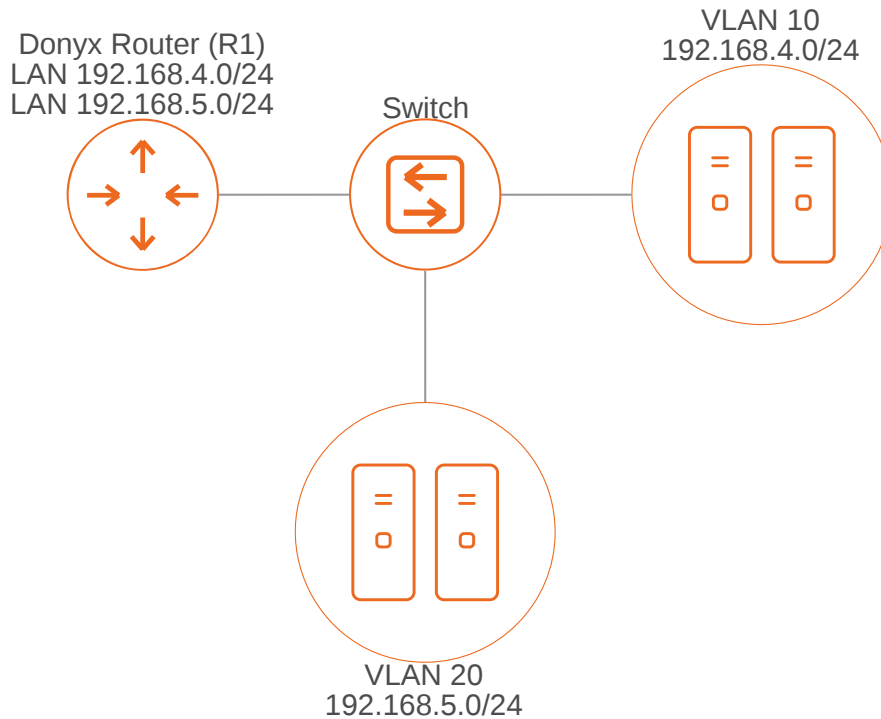 Donyx Router (R1)
LAN 192.168.4.0/24
LAN 192.168.5.0/24
Switch
VLAN 10
192.168.4.0/24
VLAN 20
192.168.5.0/24